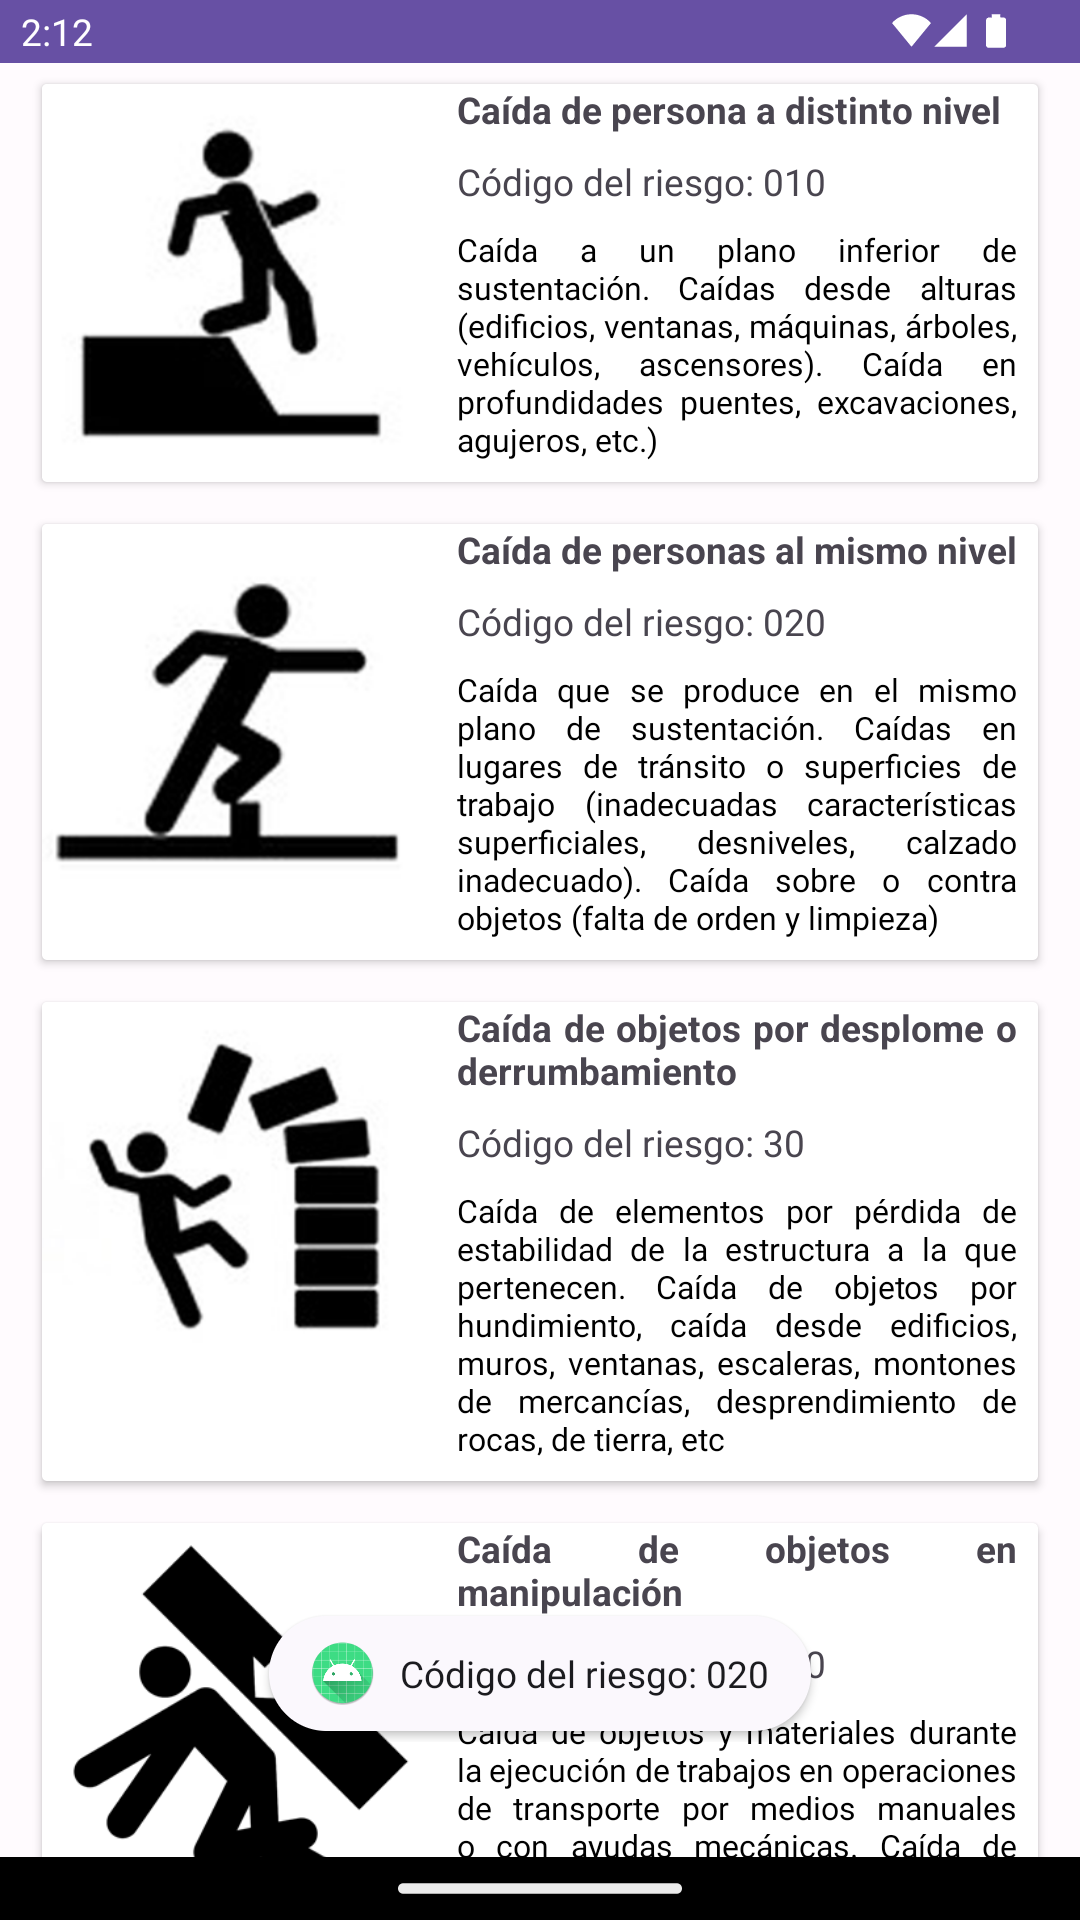 2:12
Caída de persona a distinto nivel
Código del riesgo: 010
Caída a un plano inferior de
sustentación. Caídas desde alturas
(edificios, ventanas, máquinas, árboles,
vehículos, ascensores). Caída en
profundidades puentes, excavaciones,
agujeros, etc.)
Caída de personas al mismo nivel
Código del riesgo: 020
Caída que se produce en el mismo
plano de sustentación. Caídas en
lugares de tránsito o superficies de
trabajo (inadecuadas características
superficiales, desniveles, calzado
inadecuado). Caída sobre o contra
objetos (falta de orden y limpieza)
Caída de objetos por desplome o
derrumbamiento
Código del riesgo: 30
Caída de elementos por pérdida de
estabilidad de la estructura a la que
pertenecen. Caída de objetos por
hundimiento, caída desde edificios,
muros, ventanas, escaleras, montones
de mercancías, desprendimiento de
rocas, de tierra, etc
Caída de objetos en
manipulación
Código del riesgo: 020
Caída de objetos y materiales durante
la ejecución de trabajos en operaciones
de transporte por medios manuales
o con ayudas mecánicas. Caída de